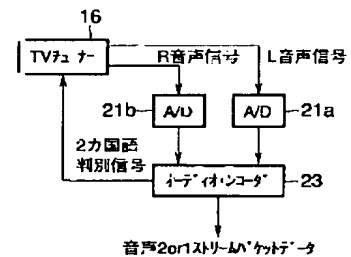 16
TVチューナー
R音声信号
L音声信号
21b
A/D
A/D
21a
2カ国語
判別信号
オーディオエンコーダ
23
音声2or1ストリームパケットデータ